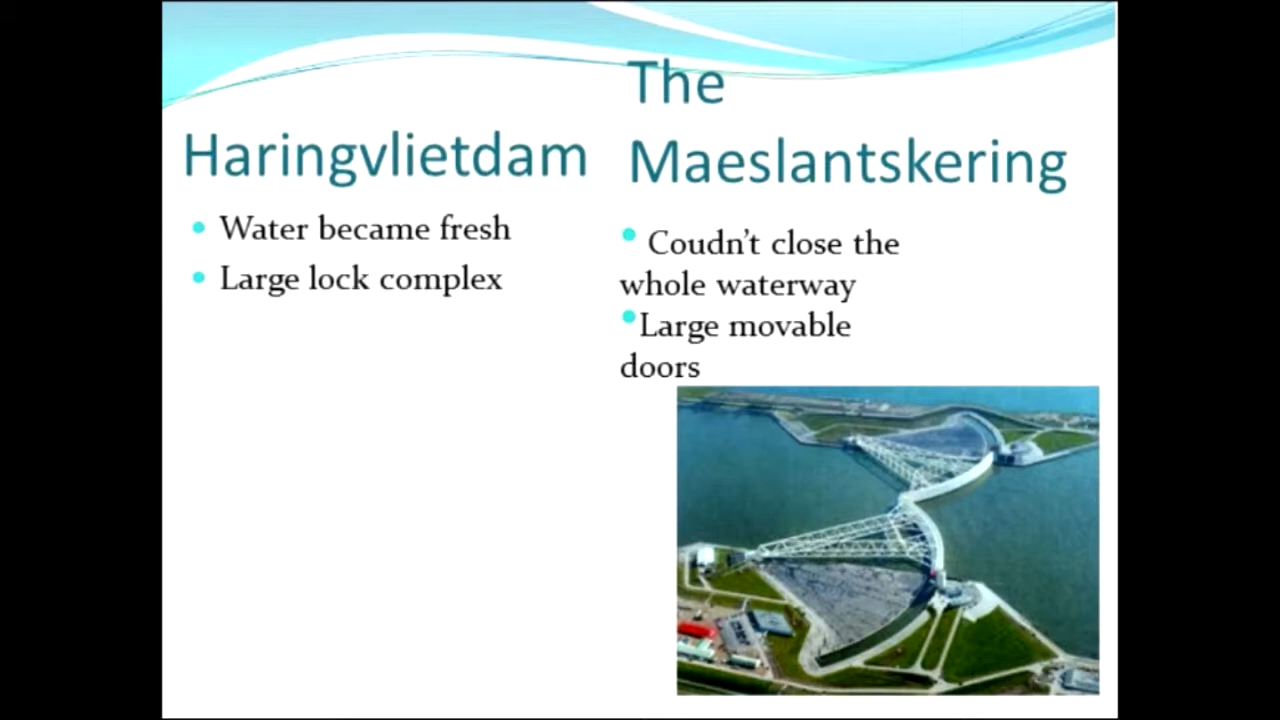 Haringvlietdam
• Water became fresh
• Large lock complex
The
Maeslantskering
• Coudn't close the
whole waterway
•Large movable
doors